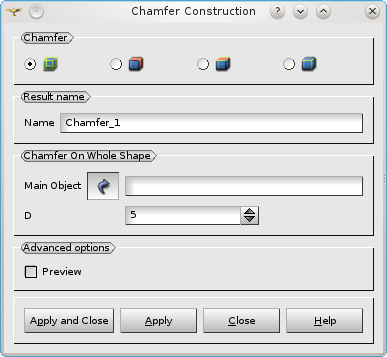 Chamfer Construction
Chamfer
Result name
Name Chamfer_1
Chamfer On Whole Shape
Main Object
D 5
Advanced options
Preview
Apply and Close Apply Close Help